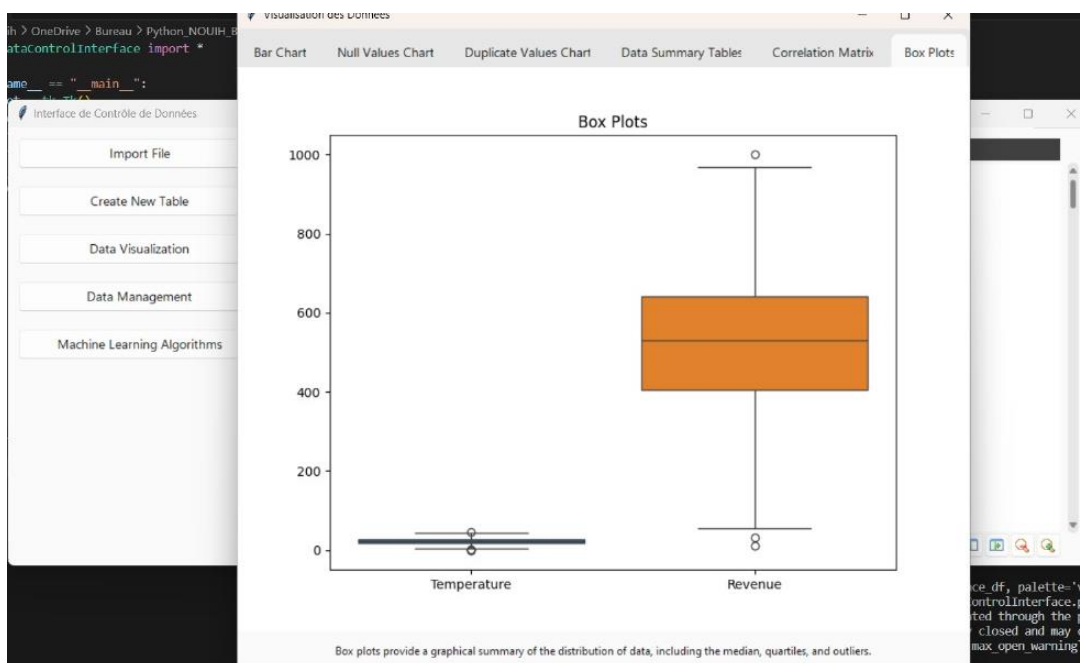 Visualisation des Données
ih > OneDrive > Bureau > Python_NOUIH_B
ataControlInterface import *
ame__ == "__main__":
Bar Chart Null Values Chart Duplicate Values Chart Data Summary Tables Correlation Matrix Box Plots
Interface de Contrôle de Données
Import File
Create New Table
Data Visualization
Data Management
Machine Learning Algorithms
Box Plots
1000
800
600
400
200
0
Temperature Revenue
Box plots provide a graphical summary of the distribution of data, including the median, quartiles, and outliers.
ce_df, palette='v
ControlInterface.p
ted through the p
closed and may c
max_open_warning